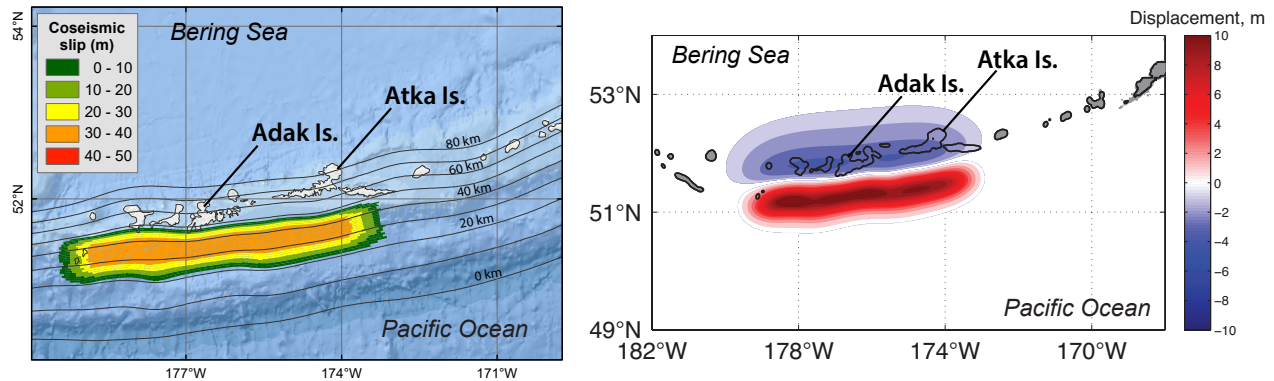 54°N
52°N
Coseismic
slip (m)
0 - 10
10 - 20
20 - 30
30 - 40
40 - 50
Bering Sea
Atka Is.
Adak Is.
80 km
60 km
40 km
20 km
0 km
Pacific Ocean
177°W
174°W
171°W
Displacement, m
Bering Sea
Atka Is.
Adak Is.
53°N
51°N
49°N
Pacific Ocean
182°W
178°W
174°W
170°W
10
8
6
4
2
0
−2
−4
−6
−8
−10